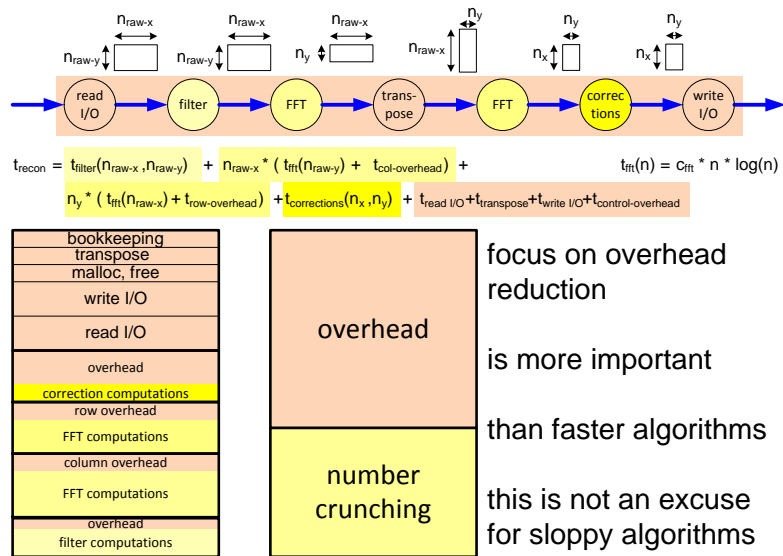 n_raw-x n_raw-x n_raw-x n_y n_y n_y
n_raw-y n_raw-y n_y n_raw-x n_x n_x
read I/O
filter
FFT
trans-
pose
FFT
correc
tions
write I/O
t_recon = t_filter(n_raw-x ,n_raw-y) + n_raw-x * ( t_fft(n_raw-y) + t_col-overhead) + t_fft(n) = c_fft * n * log(n)
n_y * ( t_fft(n_raw-x) + t_row-overhead) +t_corrections(n_x ,n_y) + t_read I/O+t_transpose+t_write I/O+t_control-overhead
bookkeeping
transpose
malloc, free
write I/O
read I/O
overhead
correction computations
row overhead
FFT computations
column overhead
FFT computations
overhead
filter computations
overhead
number
crunching
focus on overhead
reduction
is more important
than faster algorithms
this is not an excuse
for sloppy algorithms